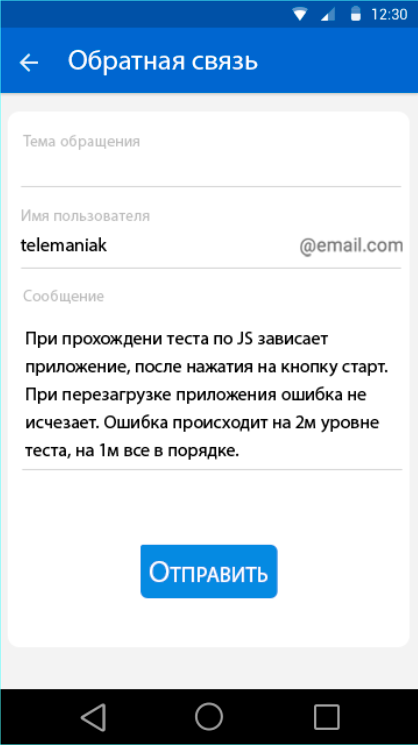 12:30
Обратная связь
Тема обращения
Имя пользователя
telemaniak @email.com
Сообщение
При прохождени теста по JS зависает
приложение, после нажатия на кнопку старт.
При перезагрузке приложения ошибка не
исчезает. Ошибка происходит на 2м уровне
теста, на 1м все в порядке.
Отправить